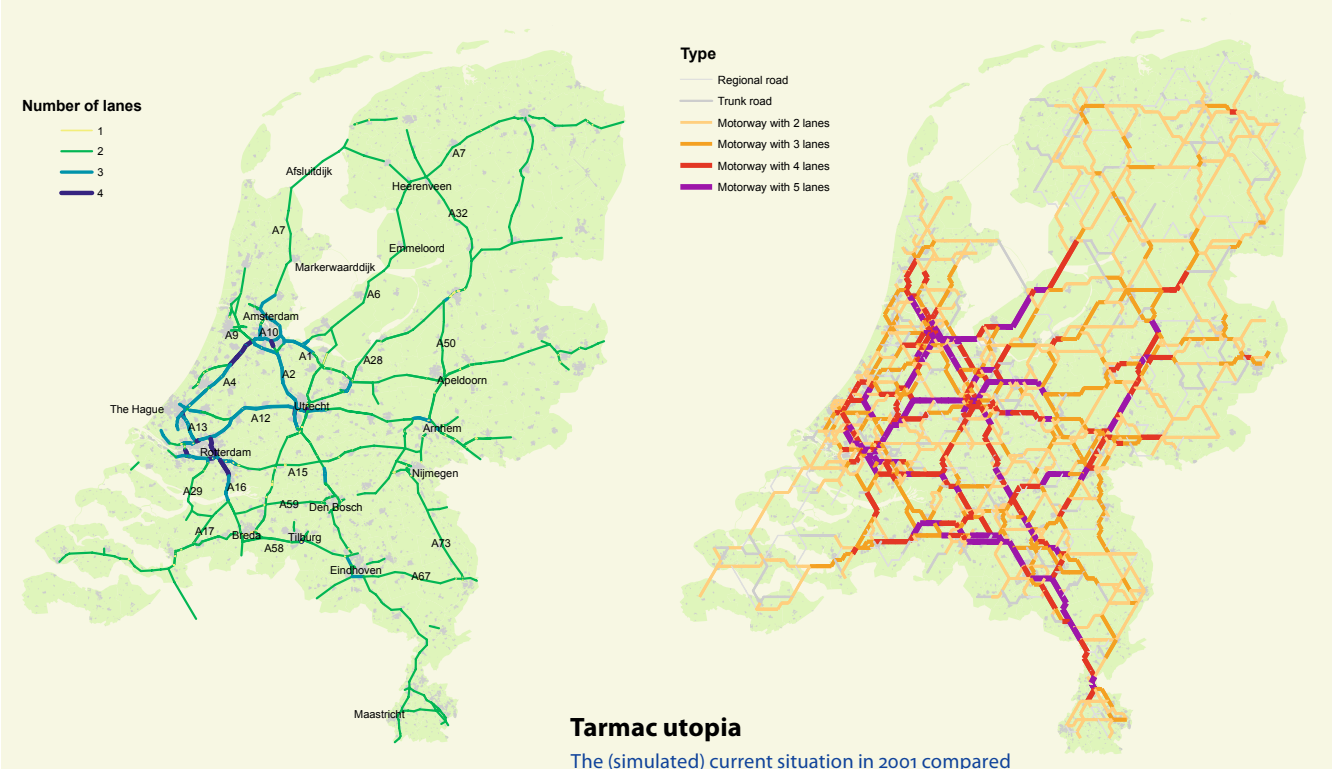 Number of lanes
1
2
3
4
Afsluitdijk
A7
Heerenveen
A32
A7
Emmeloord
Markerwaarddijk
A6
Amsterdam
A9
A10
A1
A50
A28
A2
A4
Apeldoorn
The Hague
Utrecht
A12
A13
Arnhem
Rotterdam
A15
Nijmegen
A29
A16
A59
Den Bosch
A17
Breda
Tilburg
A58
A73
Eindhoven
A67
Maastricht
Type
Regional road
Trunk road
Motorway with 2 lanes
Motorway with 3 lanes
Motorway with 4 lanes
Motorway with 5 lanes
Tarmac utopia
The (simulated) current situation in 2001 compared